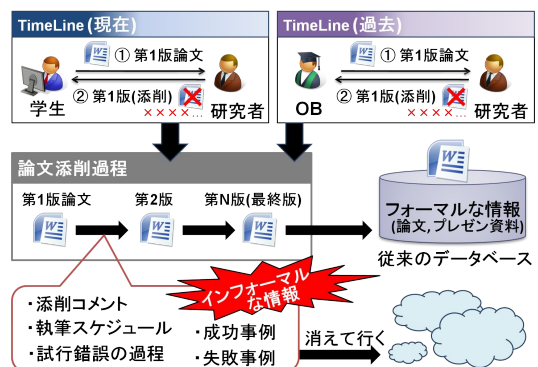 TimeLine(現在)
① 第1版論文
② 第1版(添削)
××××…
学生
研究者
TimeLine(過去)
① 第1版論文
② 第1版(添削)
××××…
OB
研究者
論文添削過程
第1版論文
第2版
第N版(最終版)
フォーマルな情報
(論文,プレゼン資料)
従来のデータベース
インフォーマル
な情報
・添削コメント
・執筆スケジュール
・試行錯誤の過程
・成功事例
・失敗事例
消えて行く